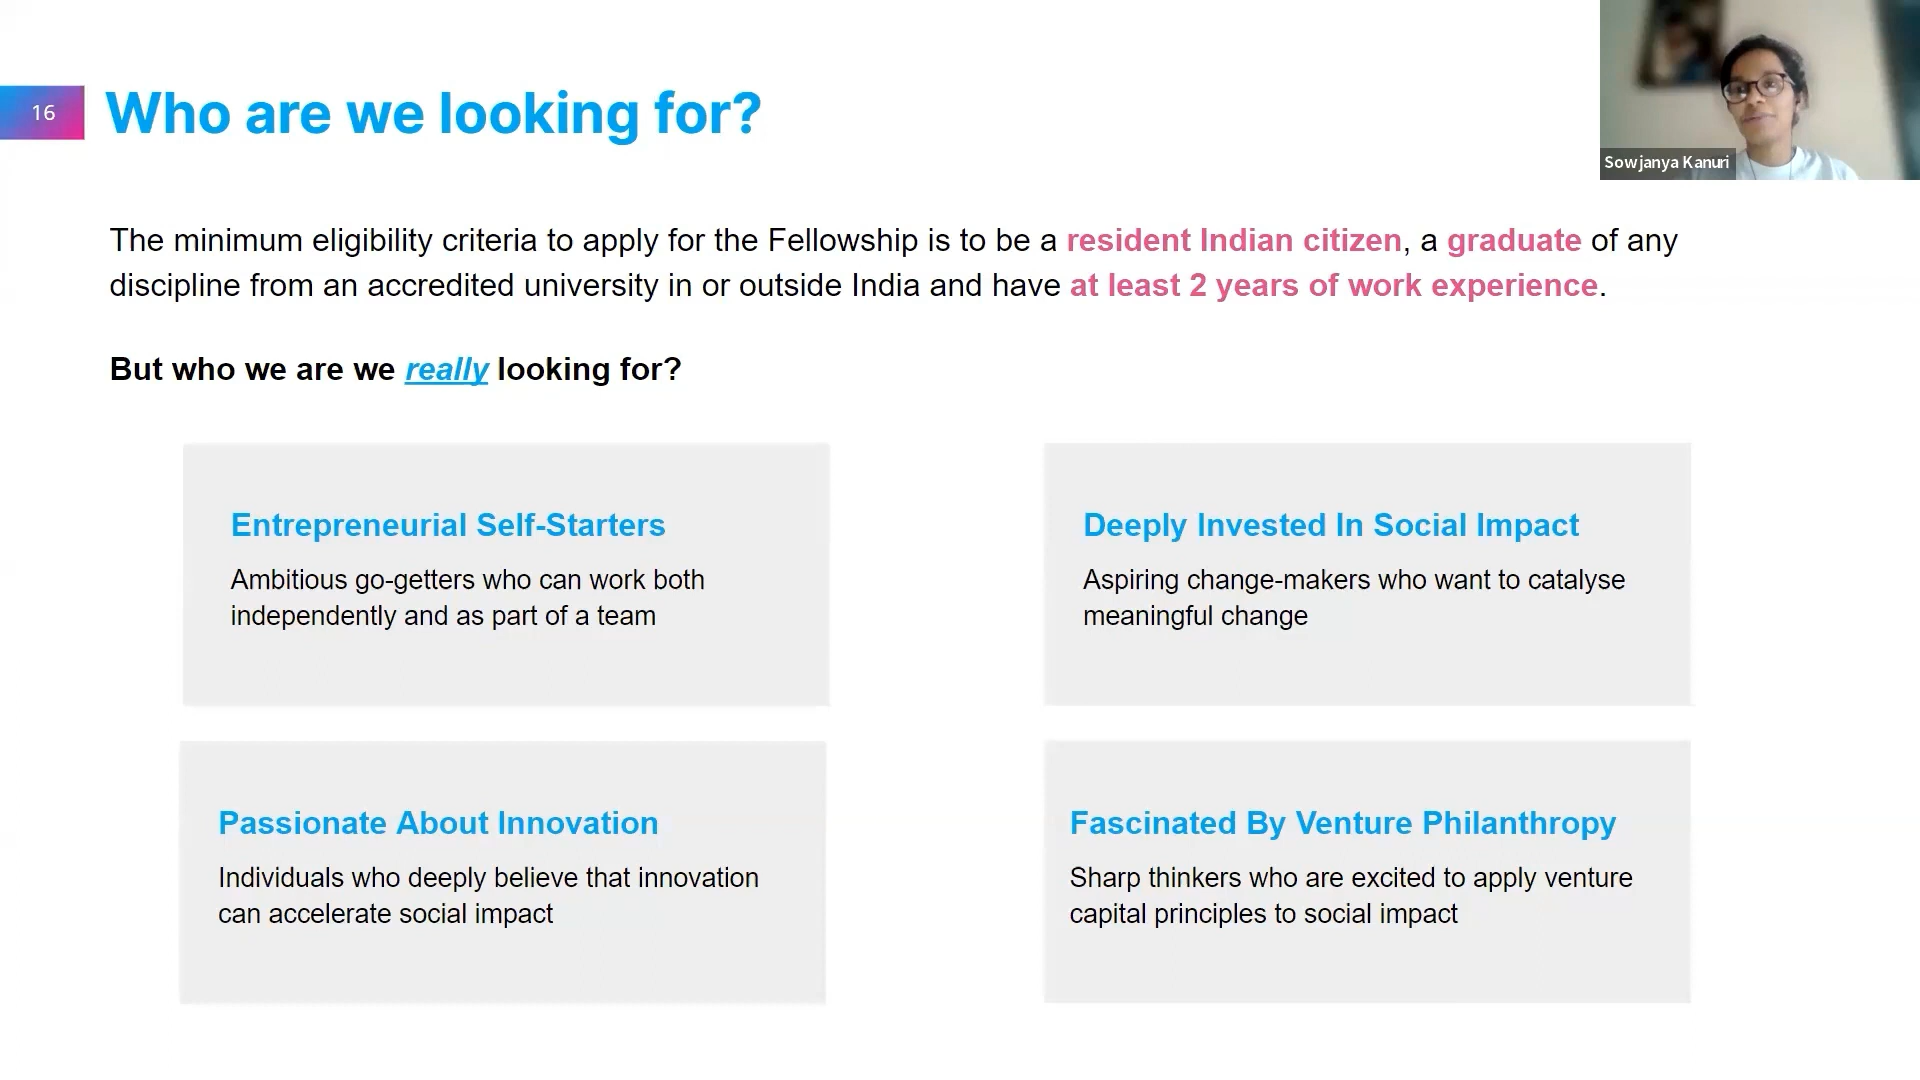 16
Who are we looking for?
Sowjanya Kanuri
The minimum eligibility criteria to apply for the Fellowship is to be a resident Indian citizen, a graduate of any
discipline from an accredited university in or outside India and have at least 2 years of work experience.
But who we are we really looking for?
Entrepreneurial Self-Starters
Ambitious go-getters who can work both
independently and as part of a team
Deeply Invested In Social Impact
Aspiring change-makers who want to catalyse
meaningful change
Passionate About Innovation
Individuals who deeply believe that innovation
can accelerate social impact
Fascinated By Venture Philanthropy
Sharp thinkers who are excited to apply venture
capital principles to social impact